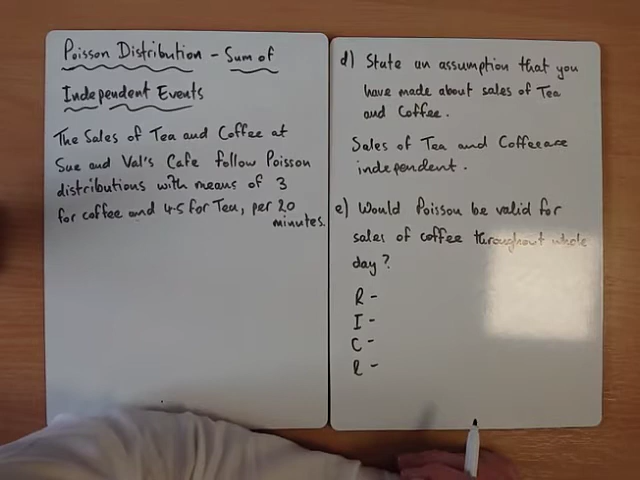 Poisson Distribution - Sum of
Independent Events
The Sales of Tea and Coffee at
Sue and Val's Cafe follow Poisson
distributions with means of 3
for coffee and 4.5 for Tea, per 20
minutes.
d) State an assumption that you
have made about sales of Tea
and Coffee.
Sales of Tea and Coffee are
independent.
e) Would Poisson be valid for
sales of coffee throughout whole
day?
R -
I -
C -
R -